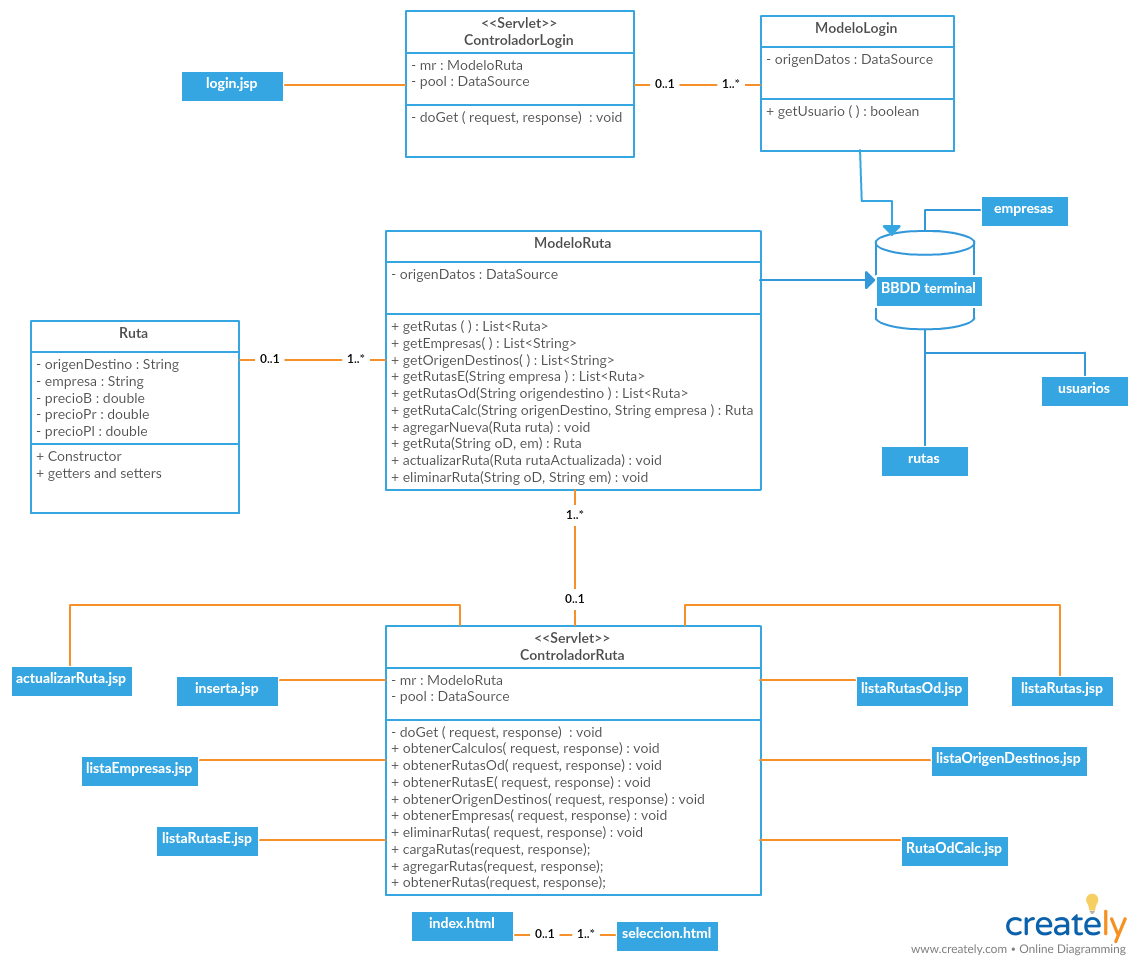 <<Servlet>>
ControladorLogin
- mr : ModeloRuta
- pool : DataSource
- doGet ( request, response)  : void
login.jsp
0..1
1..*
ModeloLogin
- origenDatos : DataSource
+ getUsuario ( ) : boolean
empresas
BBDD terminal
usuarios
rutas
ModeloRuta
- origenDatos : DataSource
+ getRutas ( ) : List<Ruta>
+ getEmpresas( ) : List<String>
+ getOrigenDestinos( ) : List<String>
+ getRutasE(String empresa ) : List<Ruta>
+ getRutasOd(String origendestino ) : List<Ruta>
+ getRutaCalc(String origenDestino, String empresa ) : Ruta
+ agregarNueva(Ruta ruta) : void
+ getRuta(String oD, em) : Ruta
+ actualizarRuta(Ruta rutaActualizada) : void
+ eliminarRuta(String oD, String em) : void
Ruta
- origenDestino : String
- empresa : String
- precioB : double
- precioPr : double
- precioPl : double
+ Constructor
+ getters and setters
0..1
1..*
1..*
0..1
<<Servlet>>
ControladorRuta
- mr : ModeloRuta
- pool : DataSource
- doGet ( request, response)  : void
+ obtenerCalculos( request, response) : void
+ obtenerRutasOd( request, response) : void
+ obtenerRutasE( request, response) : void
+ obtenerOrigenDestinos( request, response) : void
+ obtenerEmpresas( request, response) : void
+ eliminarRutas( request, response) : void
+ cargaRutas(request, response);
+ agregarRutas(request, response);
+ obtenerRutas(request, response);
actualizarRuta.jsp
inserta.jsp
listaEmpresas.jsp
listaRutasE.jsp
listaRutasOd.jsp
listaRutas.jsp
listaOrigenDestinos.jsp
RutaOdCalc.jsp
index.html
0..1
1..*
seleccion.html
creately
www.creately.com • Online Diagramming